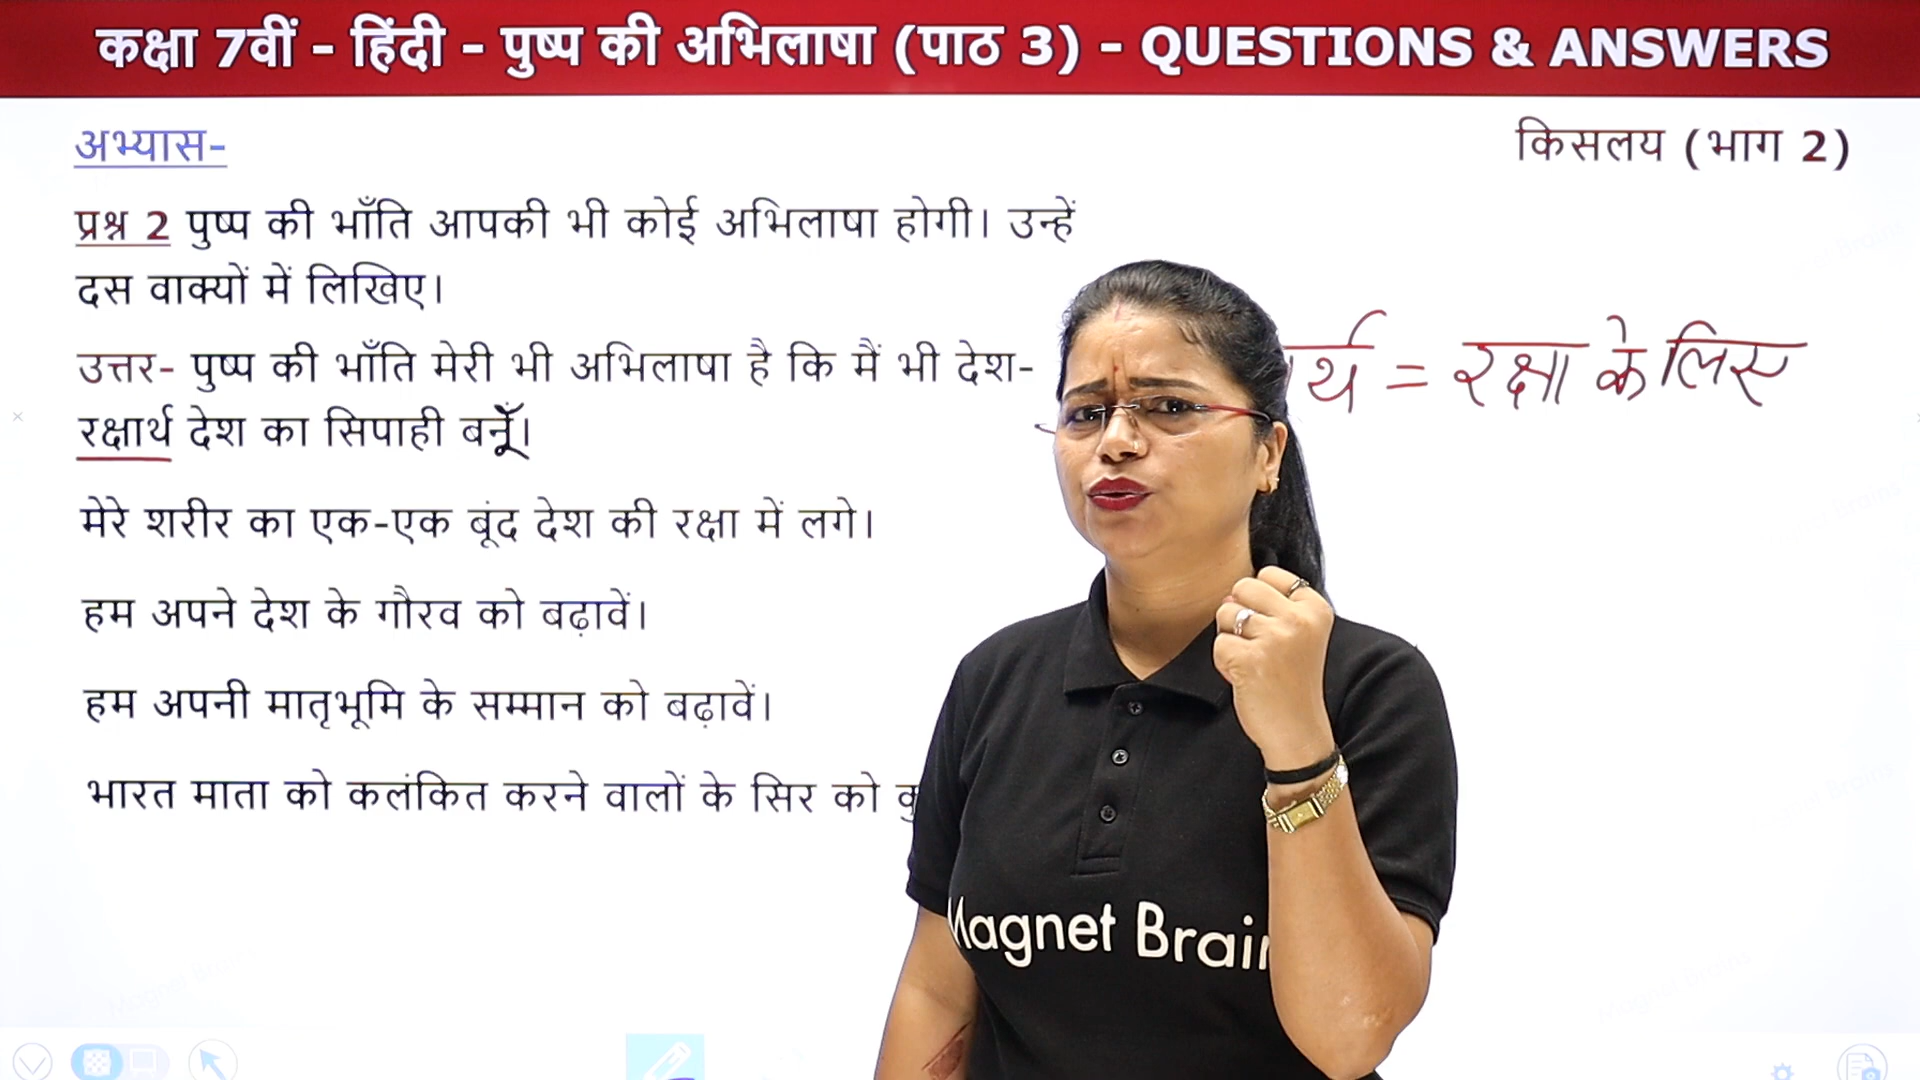 कक्षा 7वीं - हिंदी - पुष्प की अभिलाषा (पाठ 3) - QUESTIONS & ANSWERS
अभ्यास-
किसलय (भाग 2)
प्रश्न 2 पुष्प की भाँति आपकी भी कोई अभिलाषा होगी। उन्हें
दस वाक्यों में लिखिए।
उत्तर- पुष्प की भाँति मेरी भी अभिलाषा है कि मैं भी देश-
रक्षार्थ देश का सिपाही बनूँ।
र्थ = रक्षा के लिए
मेरे शरीर का एक-एक बूंद देश की रक्षा में लगे।
हम अपने देश के गौरव को बढ़ावें।
हम अपनी मातृभूमि के सम्मान को बढ़ावें।
भारत माता को कलंकित करने वालों के सिर को
Magnet Brain